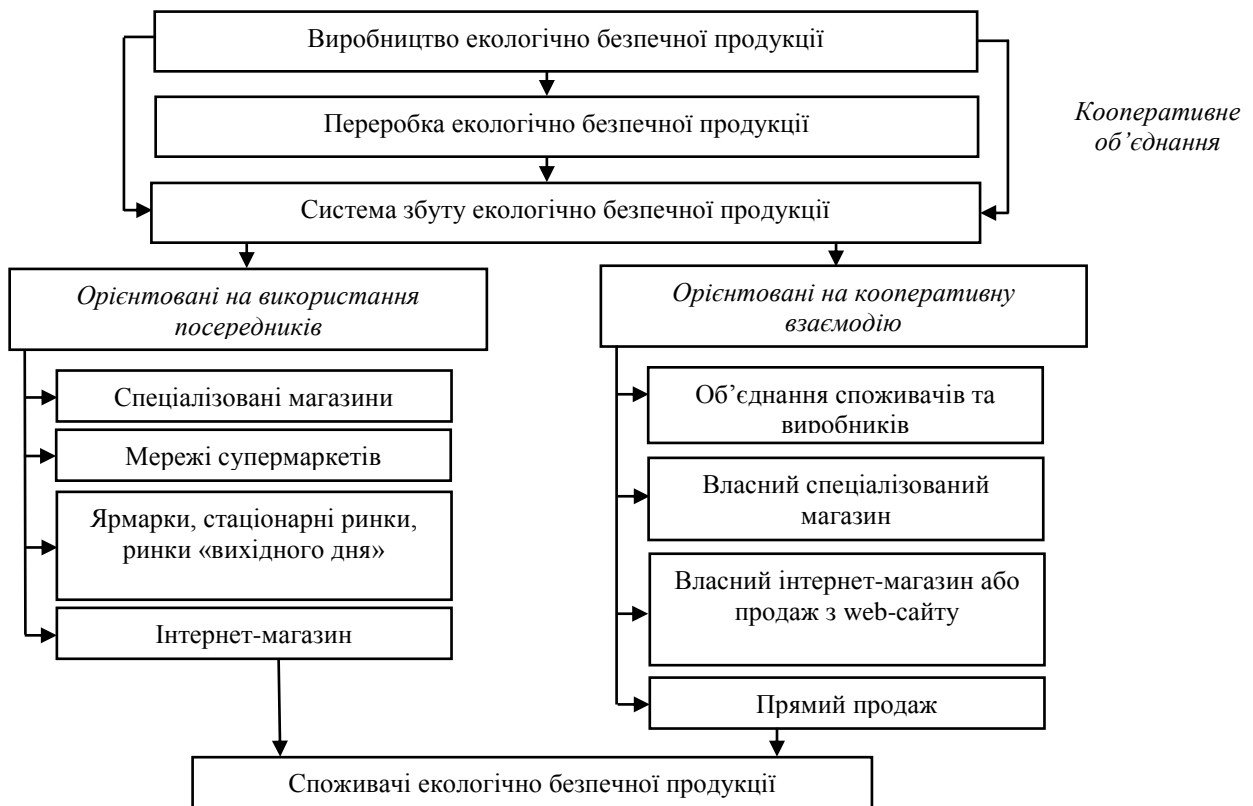 Виробництво екологічно безпечної продукції
Кооперативне
об’єднання
Переробка екологічно безпечної продукції
Система збуту екологічно безпечної продукції
Орієнтовані на використання
посередників
Спеціалізовані магазини
Мережі супермаркетів
Ярмарки, стаціонарні ринки,
ринки «вихідного дня»
Інтернет-магазин
Орієнтовані на кооперативну
взаємодію
Об’єднання споживачів та
виробників
Власний спеціалізований
магазин
Власний інтернет-магазин або
продаж з web-сайту
Прямий продаж
Споживачі екологічно безпечної продукції